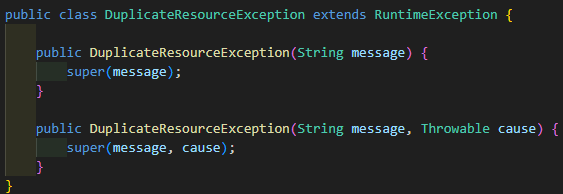 public class DuplicateResourceException extends RuntimeException {
public DuplicateResourceException(String message) {
super(message);
}
public DuplicateResourceException(String message, Throwable cause) {
super(message, cause);
}
}